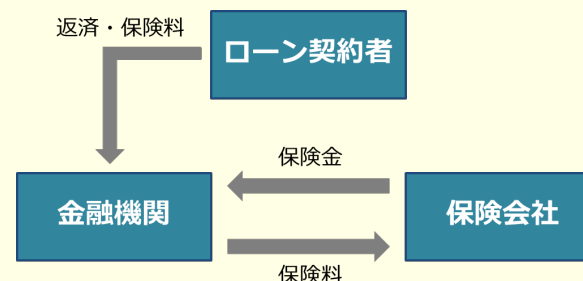 返済・保険料
ローン契約者
保険金
金融機関
保険会社
保険料